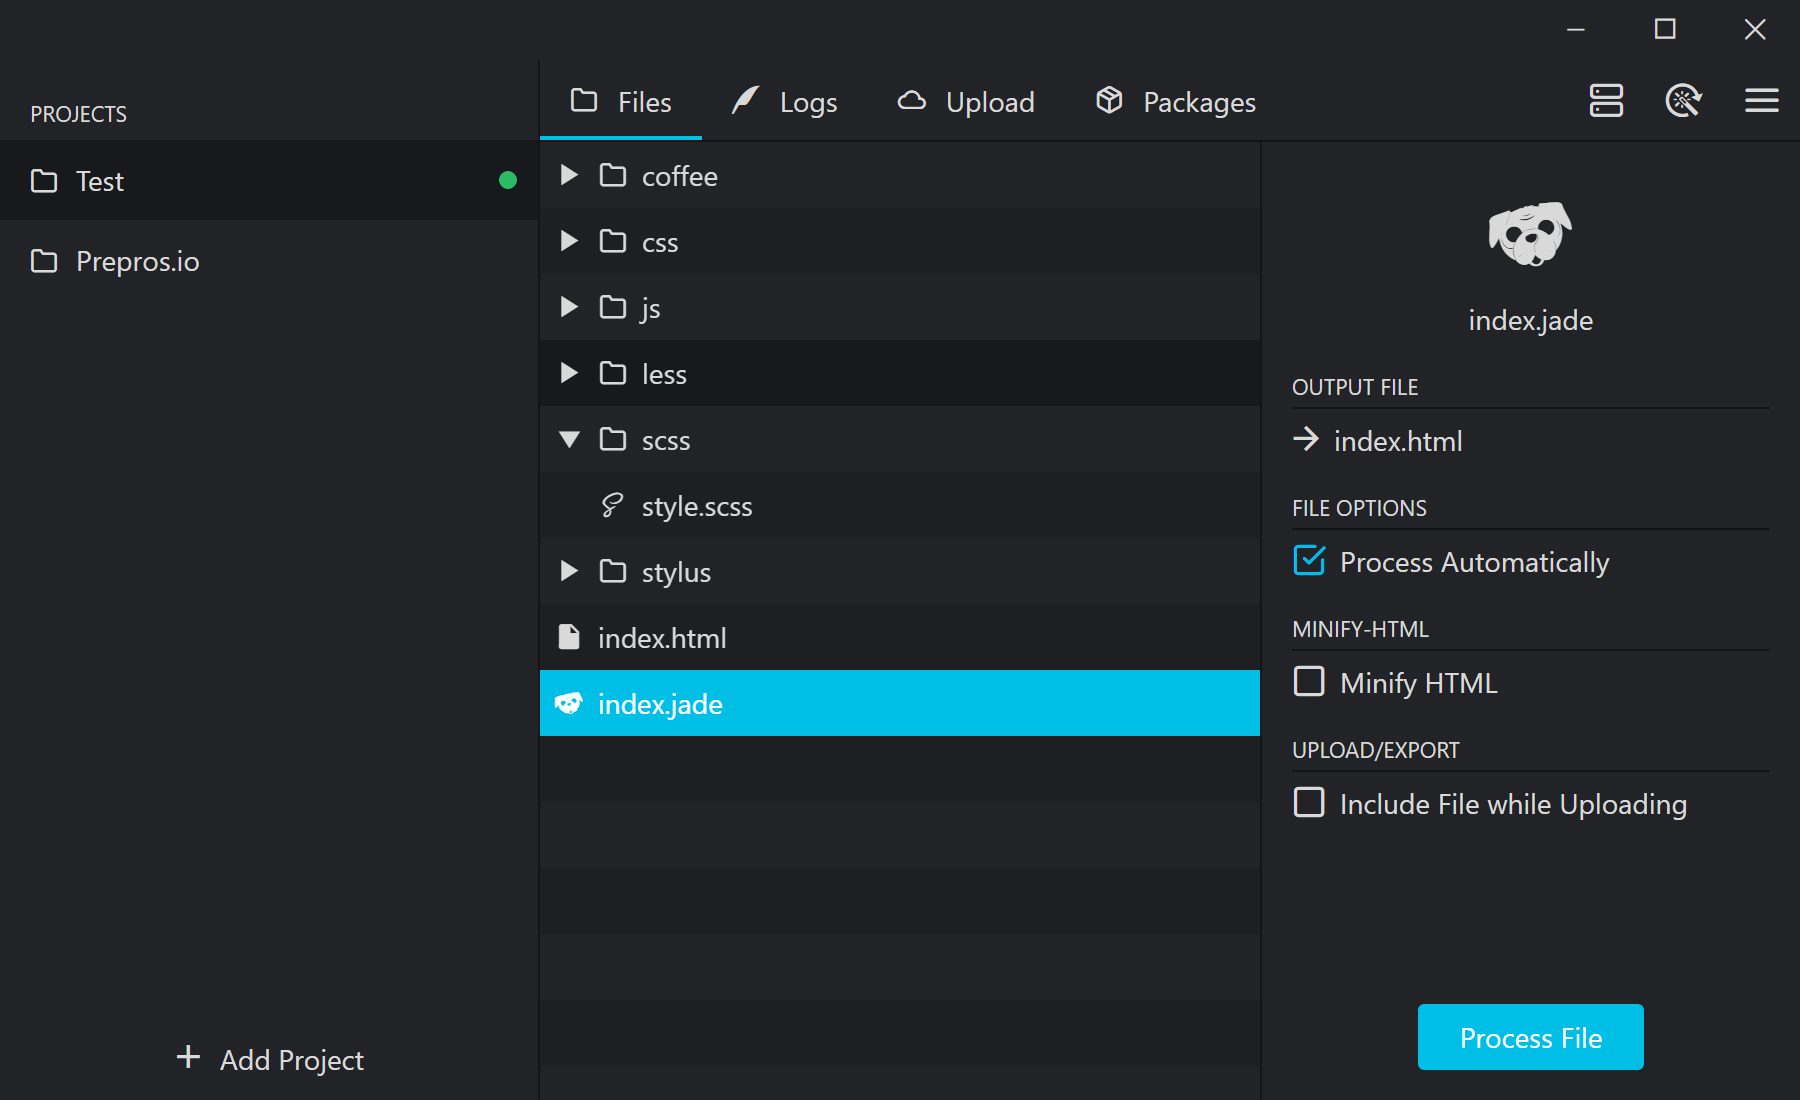 PROJECTS
Test
Prepros.io
Add Project
Files
Logs
Upload
Packages
coffee
css
js
less
scss
style.scss
stylus
index.html
index.jade
index.jade
OUTPUT FILE
index.html
FILE OPTIONS
Process Automatically
MINIFY-HTML
Minify HTML
UPLOAD/EXPORT
Include File while Uploading
Process File